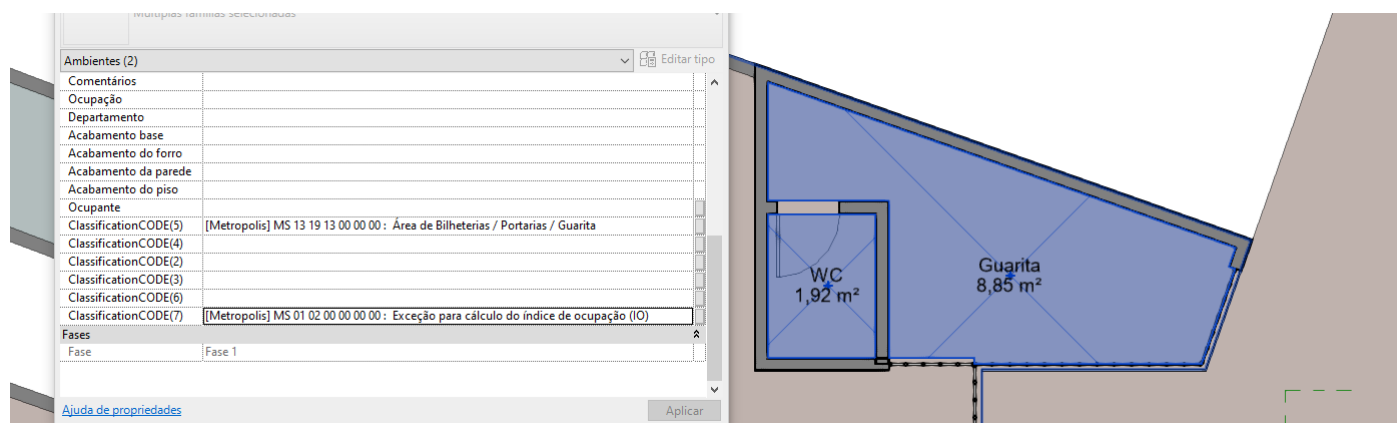 Múltiplas famílias selecionadas
Ambientes (2)
Editar tipo
Comentários
Ocupação
Departamento
Acabamento base
Acabamento do forro
Acabamento da parede
Acabamento do piso
Ocupante
ClassificationCODE(5) [Metropolis] MS 13 19 13 00 00 00 : Área de Bilheterias / Portarias / Guarita
ClassificationCODE(4)
ClassificationCODE(2)
ClassificationCODE(3)
ClassificationCODE(6)
ClassificationCODE(7) [Metropolis] MS 01 02 00 00 00 00 : Exceção para cálculo do índice de ocupação (IO)
Fases
Fase Fase 1
Ajuda de propriedades
Aplicar
WC
1,92 m²
Guarita
8,85 m²